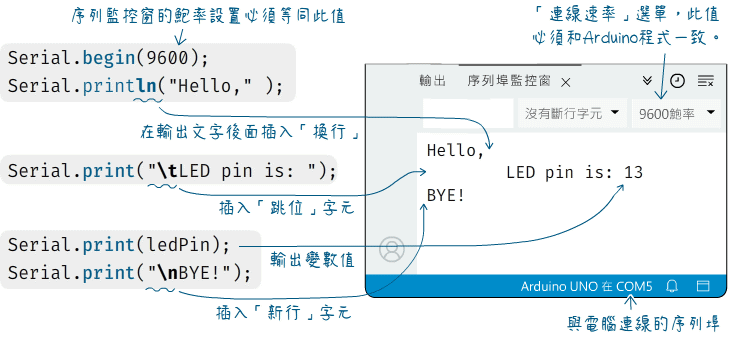 序列監控窗的鮑率設置必須等同此值
Serial.begin(9600);
Serial.println("Hello," );
在輸出文字後面插入「換行」
Serial.print("\tLED pin is: ");
插入「跳位」字元
Serial.print(ledPin);
輸出變數值
Serial.print("\nBYE!");
插入「新行」字元
「連線速率」選單，此值
必須和Arduino程式一致。
輸出 序列埠監控窗 ×
沒有斷行字元 9600鮑率
Hello,
LED pin is: 13
BYE!
Arduino UNO 在 COM5
與電腦連線的序列埠